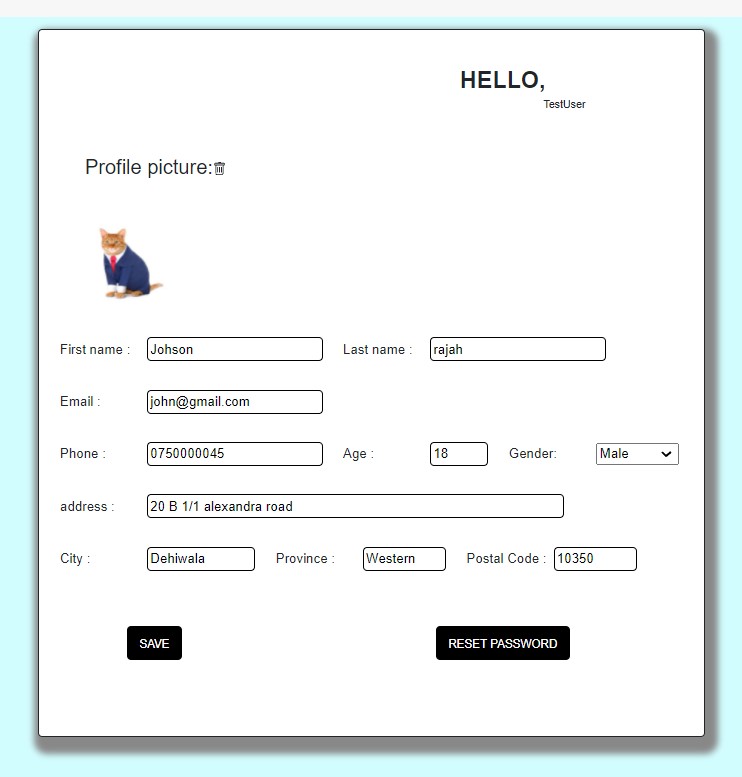 HELLO,
TestUser
Profile picture:
First name : Johson Last name : rajah
Email : john@gmail.com
Phone : 0750000045 Age : 18 Gender: Male
address : 20 B 1/1 alexandra road
City : Dehiwala Province : Western Postal Code : 10350
SAVE RESET PASSWORD